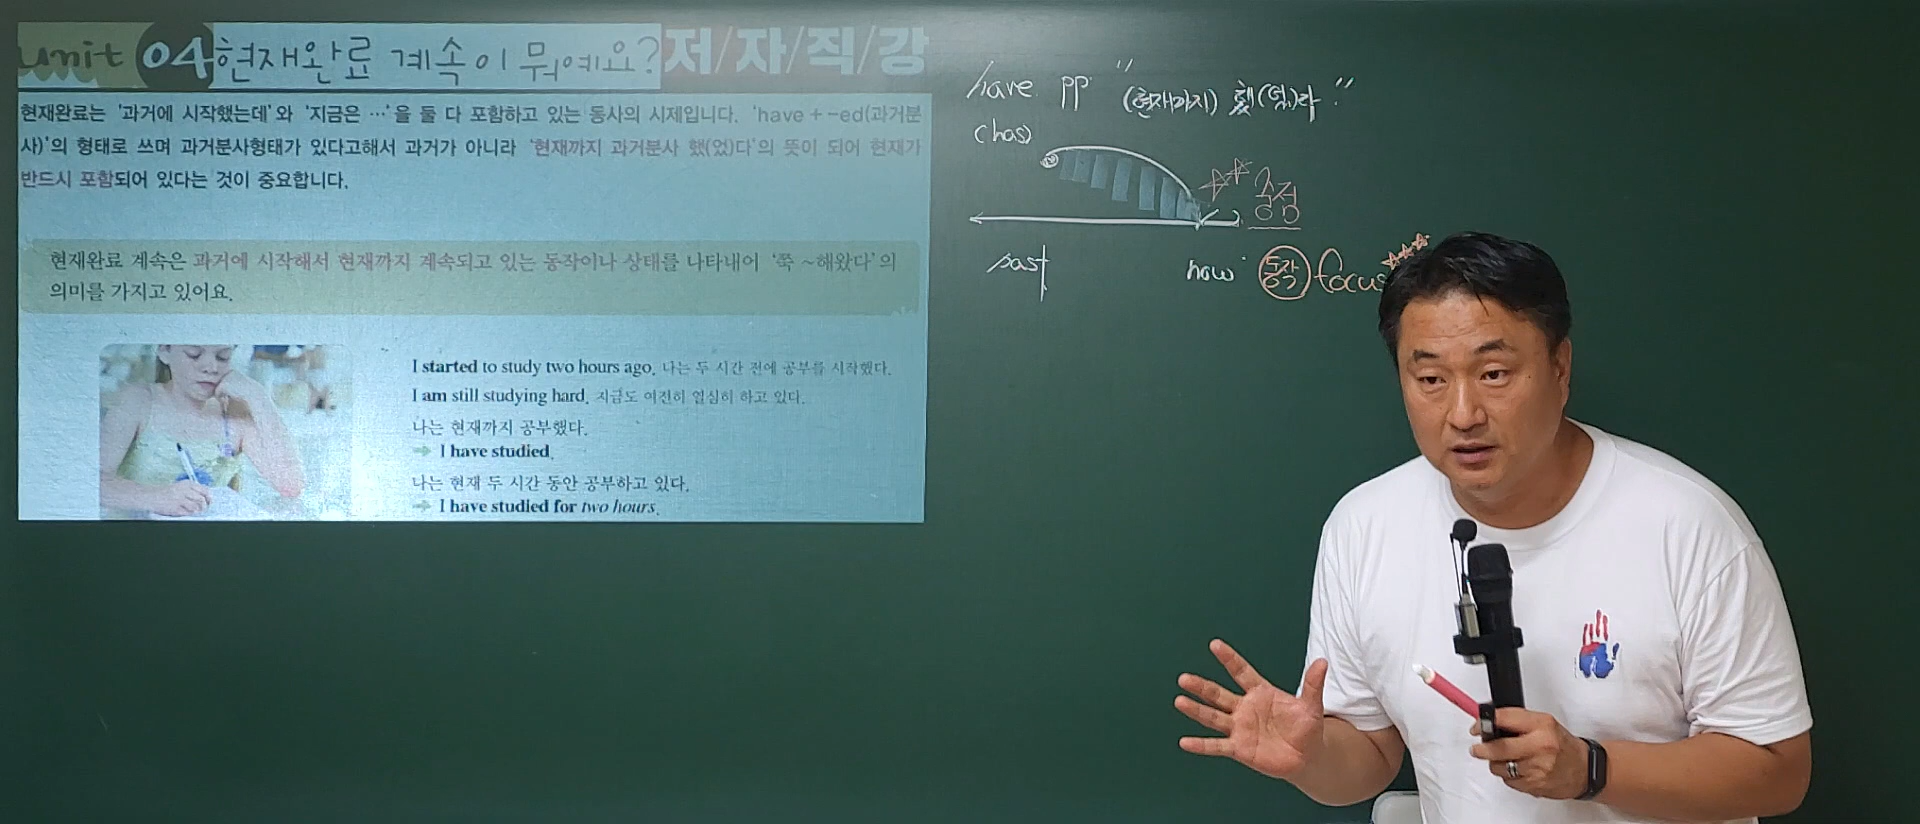 unit 04 현재완료 계속이 뭐예요? 저/자/직/강
현재완료는 '과거에 시작했는데'와 '지금은 …'을 둘 다 포함하고 있는 동사의 시제입니다. 'have + -ed(과거분
사)'의 형태로 쓰며 과거분사형태가 있다고해서 과거가 아니라 '현재까지 과거분사 했(었)다'의 뜻이 되어 현재가
반드시 포함되어 있다는 것이 중요합니다.
현재완료 계속은 과거에 시작해서 현재까지 계속되고 있는 동작이나 상태를 나타내어 '쭉 ~해왔다'의
의미를 가지고 있어요.
I started to study two hours ago. 나는 두 시간 전에 공부를 시작했다.
I am still studying hard. 지금도 여전히 열심히 하고 있다.
나는 현재까지 공부했다.
➡ I have studied.
나는 현재 두 시간 동안 공부하고 있다.
➡ I have studied for two hours.
have pp "(현재까지) 했(었)다."
(has)
중점
past now 동작 focus